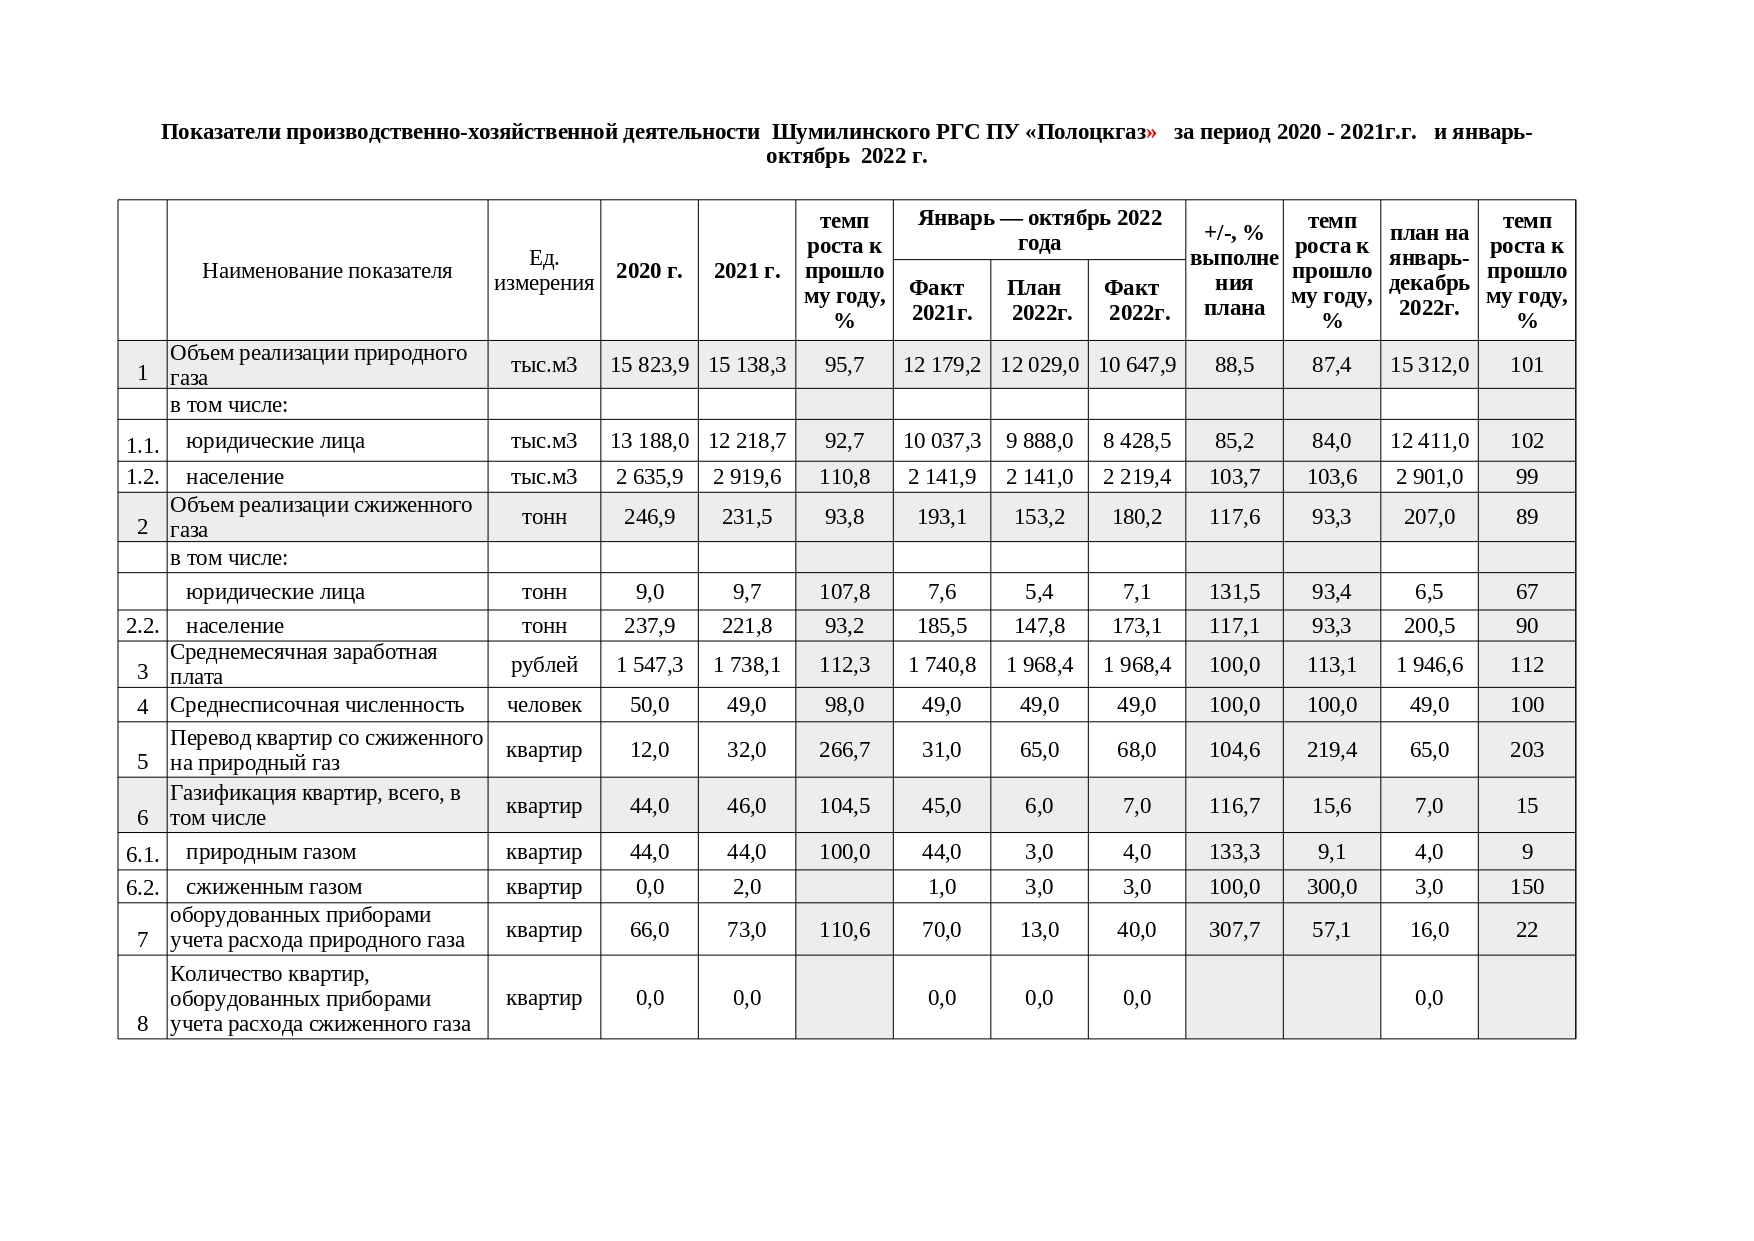 Показатели производственно-хозяйственной деятельности Шумилинского РГС ПУ «Полоцкгаз» за период 2020 - 2021г.г. и январь-
октябрь 2022 г.
Наименование показателя
Ед.
измерения
2020 г.
2021 г.
темп
роста к
прошло
му году,
%
Январь — октябрь 2022
года
Факт
2021г.
План
2022г.
Факт
2022г.
+/-, %
выполне
ния
плана
темп
роста к
прошло
му году,
%
план на
январь-
декабрь
2022г.
темп
роста к
прошло
му году,
%
1 Объем реализации природного
газа
тыс.м3 15 823,9 15 138,3 95,7 12 179,2 12 029,0 10 647,9 88,5 87,4 15 312,0 101
в том числе:
1.1. юридические лица тыс.м3 13 188,0 12 218,7 92,7 10 037,3 9 888,0 8 428,5 85,2 84,0 12 411,0 102
1.2. население тыс.м3 2 635,9 2 919,6 110,8 2 141,9 2 141,0 2 219,4 103,7 103,6 2 901,0 99
2 Объем реализации сжиженного
газа
тонн 246,9 231,5 93,8 193,1 153,2 180,2 117,6 93,3 207,0 89
в том числе:
юридические лица тонн 9,0 9,7 107,8 7,6 5,4 7,1 131,5 93,4 6,5 67
2.2. население тонн 237,9 221,8 93,2 185,5 147,8 173,1 117,1 93,3 200,5 90
3 Среднемесячная заработная
плата
рублей 1 547,3 1 738,1 112,3 1 740,8 1 968,4 1 968,4 100,0 113,1 1 946,6 112
4 Среднесписочная численность человек 50,0 49,0 98,0 49,0 49,0 49,0 100,0 100,0 49,0 100
5 Перевод квартир со сжиженного
на природный газ
квартир 12,0 32,0 266,7 31,0 65,0 68,0 104,6 219,4 65,0 203
6 Газификация квартир, всего, в
том числе
квартир 44,0 46,0 104,5 45,0 6,0 7,0 116,7 15,6 7,0 15
6.1. природным газом квартир 44,0 44,0 100,0 44,0 3,0 4,0 133,3 9,1 4,0 9
6.2. сжиженным газом квартир 0,0 2,0 1,0 3,0 3,0 100,0 300,0 3,0 150
7 оборудованных приборами
учета расхода природного газа
квартир 66,0 73,0 110,6 70,0 13,0 40,0 307,7 57,1 16,0 22
8 Количество квартир,
оборудованных приборами
учета расхода сжиженного газа
квартир 0,0 0,0 0,0 0,0 0,0 0,0